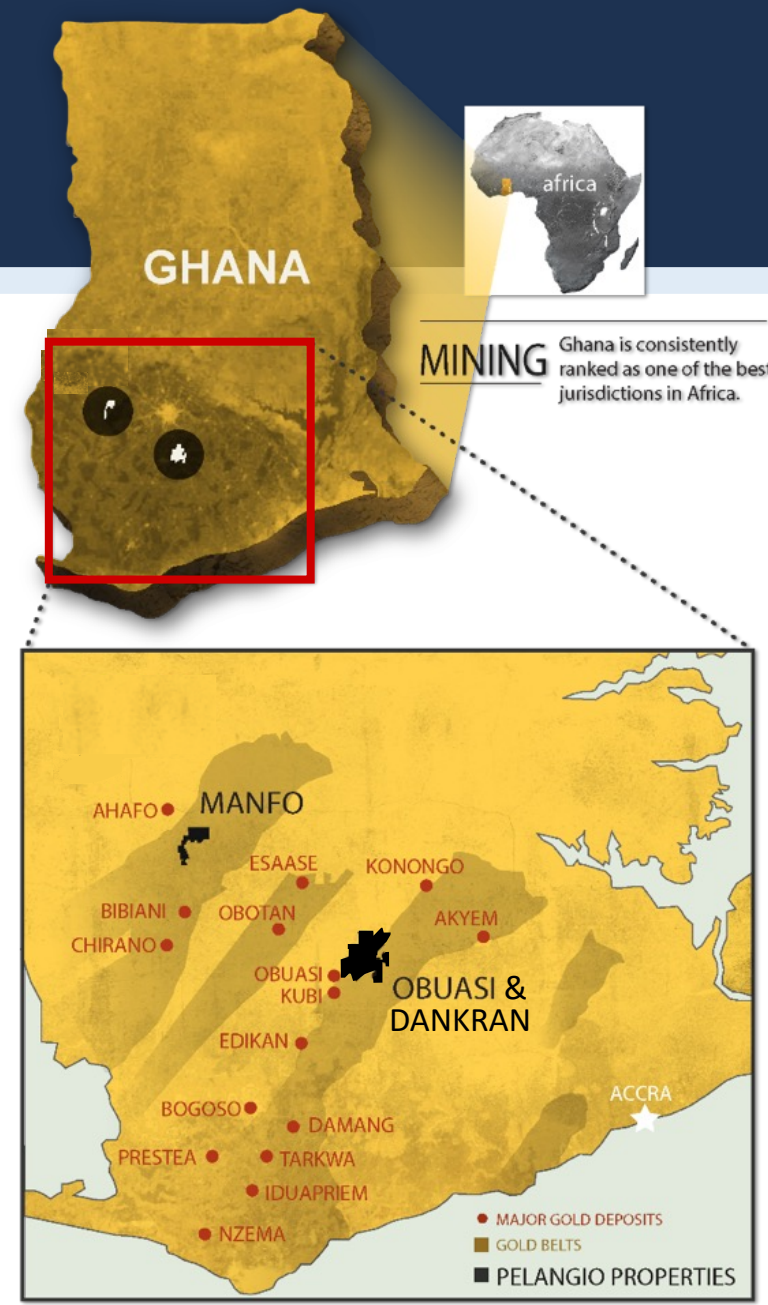 africa
GHANA
MINING
Ghana is consistently
ranked as one of the best
jurisdictions in Africa.
AHAFO
MANFO
ESAASE
KONONGO
BIBIANI
OBOTAN
AKYEM
CHIRANO
OBUASI
KUBI
OBUASI &
DANKRAN
EDIKAN
ACCRA
BOGOSO
DAMANG
PRESTEA
TARKWA
IDUAPRIEM
NZEMA
MAJOR GOLD DEPOSITS
GOLD BELTS
PELANGIO PROPERTIES